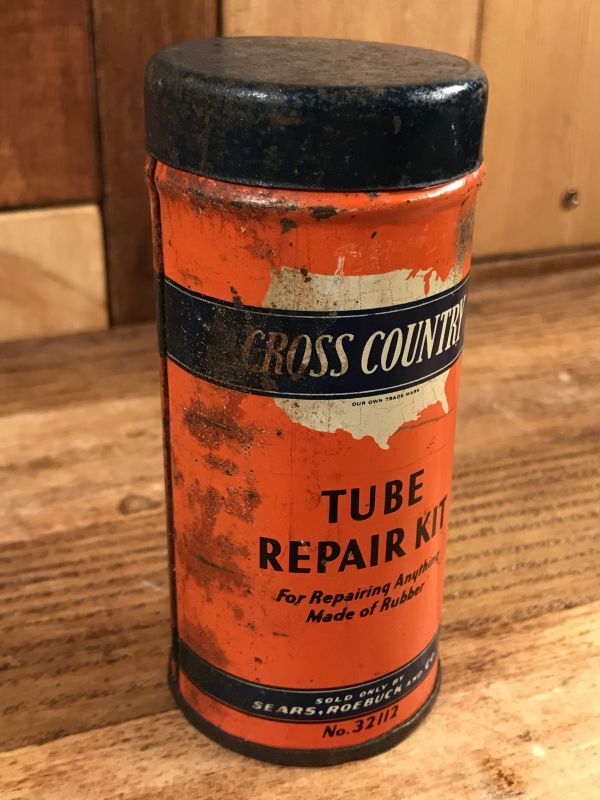 CROSS COUNTRY
OUR OWN TRADE-MARK
TUBE
REPAIR KIT
For Repairing Anything
Made of Rubber
SOLD ONLY BY
SEARS, ROEBUCK AND CO.
No. 32112